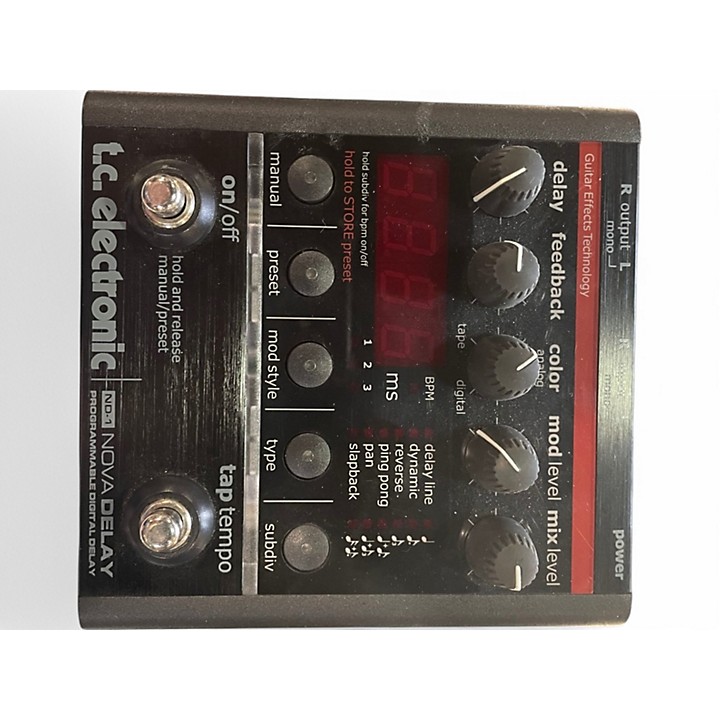 R output L
mono
R
power
Guitar Effects Technology
delay
feedback
color
mod level
mix level
tape
analog
digital
BPM
ms
1 2 3
delay line
dynamic
reverse
ping pong
pan
slapback
hold subdiv for bpm on/off
hold to STORE preset
manual
preset
mod style
type
subdiv
on/off
tap tempo
hold and release
manual/preset
t.c. electronic
ND-1 NOVA DELAY
PROGRAMMABLE DIGITAL DELAY